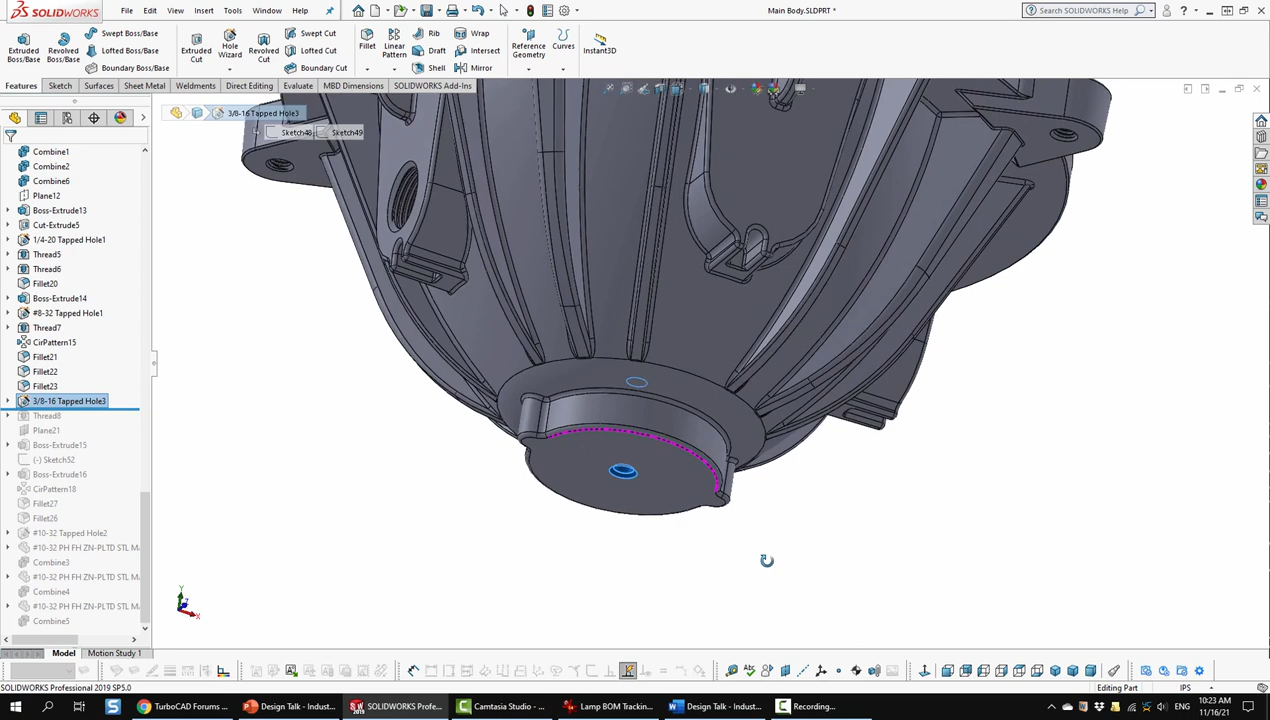 SOLIDWORKS
File
Edit
View
Insert
Tools
Window
Help
Main Body.SLDPRT *
Search SOLIDWORKS Help
Extruded Boss/Base
Revolved Boss/Base
Swept Boss/Base
Lofted Boss/Base
Boundary Boss/Base
Extruded Cut
Hole Wizard
Revolved Cut
Swept Cut
Lofted Cut
Boundary Cut
Fillet
Linear Pattern
Rib
Draft
Shell
Wrap
Intersect
Mirror
Reference Geometry
Curves
Instant3D
Features
Sketch
Surfaces
Sheet Metal
Weldments
Direct Editing
Evaluate
MBD Dimensions
SOLIDWORKS Add-Ins
3/8-16 Tapped Hole3
Sketch48
Sketch49
Combine1
Combine2
Combine6
Plane12
Boss-Extrude13
Cut-Extrude5
1/4-20 Tapped Hole1
Thread5
Thread6
Fillet20
Boss-Extrude14
#8-32 Tapped Hole1
Thread7
CirPattern15
Fillet21
Fillet22
Fillet23
3/8-16 Tapped Hole3
Thread8
Plane21
Boss-Extrude15
(-) Sketch52
Boss-Extrude16
CirPattern18
Fillet27
Fillet26
#10-32 Tapped Hole2
#10-32 PH FH ZN-PLTD STL MA
Combine3
#10-32 PH FH ZN-PLTD STL MA
Combine4
#10-32 PH FH ZN-PLTD STL MA
Combine5
Y
X
Model
Motion Study 1
SOLIDWORKS Professional 2019 SP5.0
Editing Part
IPS
TurboCAD Forums ...
Design Talk - Indust...
SOLIDWORKS Profe...
Camtasia Studio - ...
Lamp BOM Trackin...
Design Talk - Indust...
Recording...
ENG
10:23 AM
11/16/21